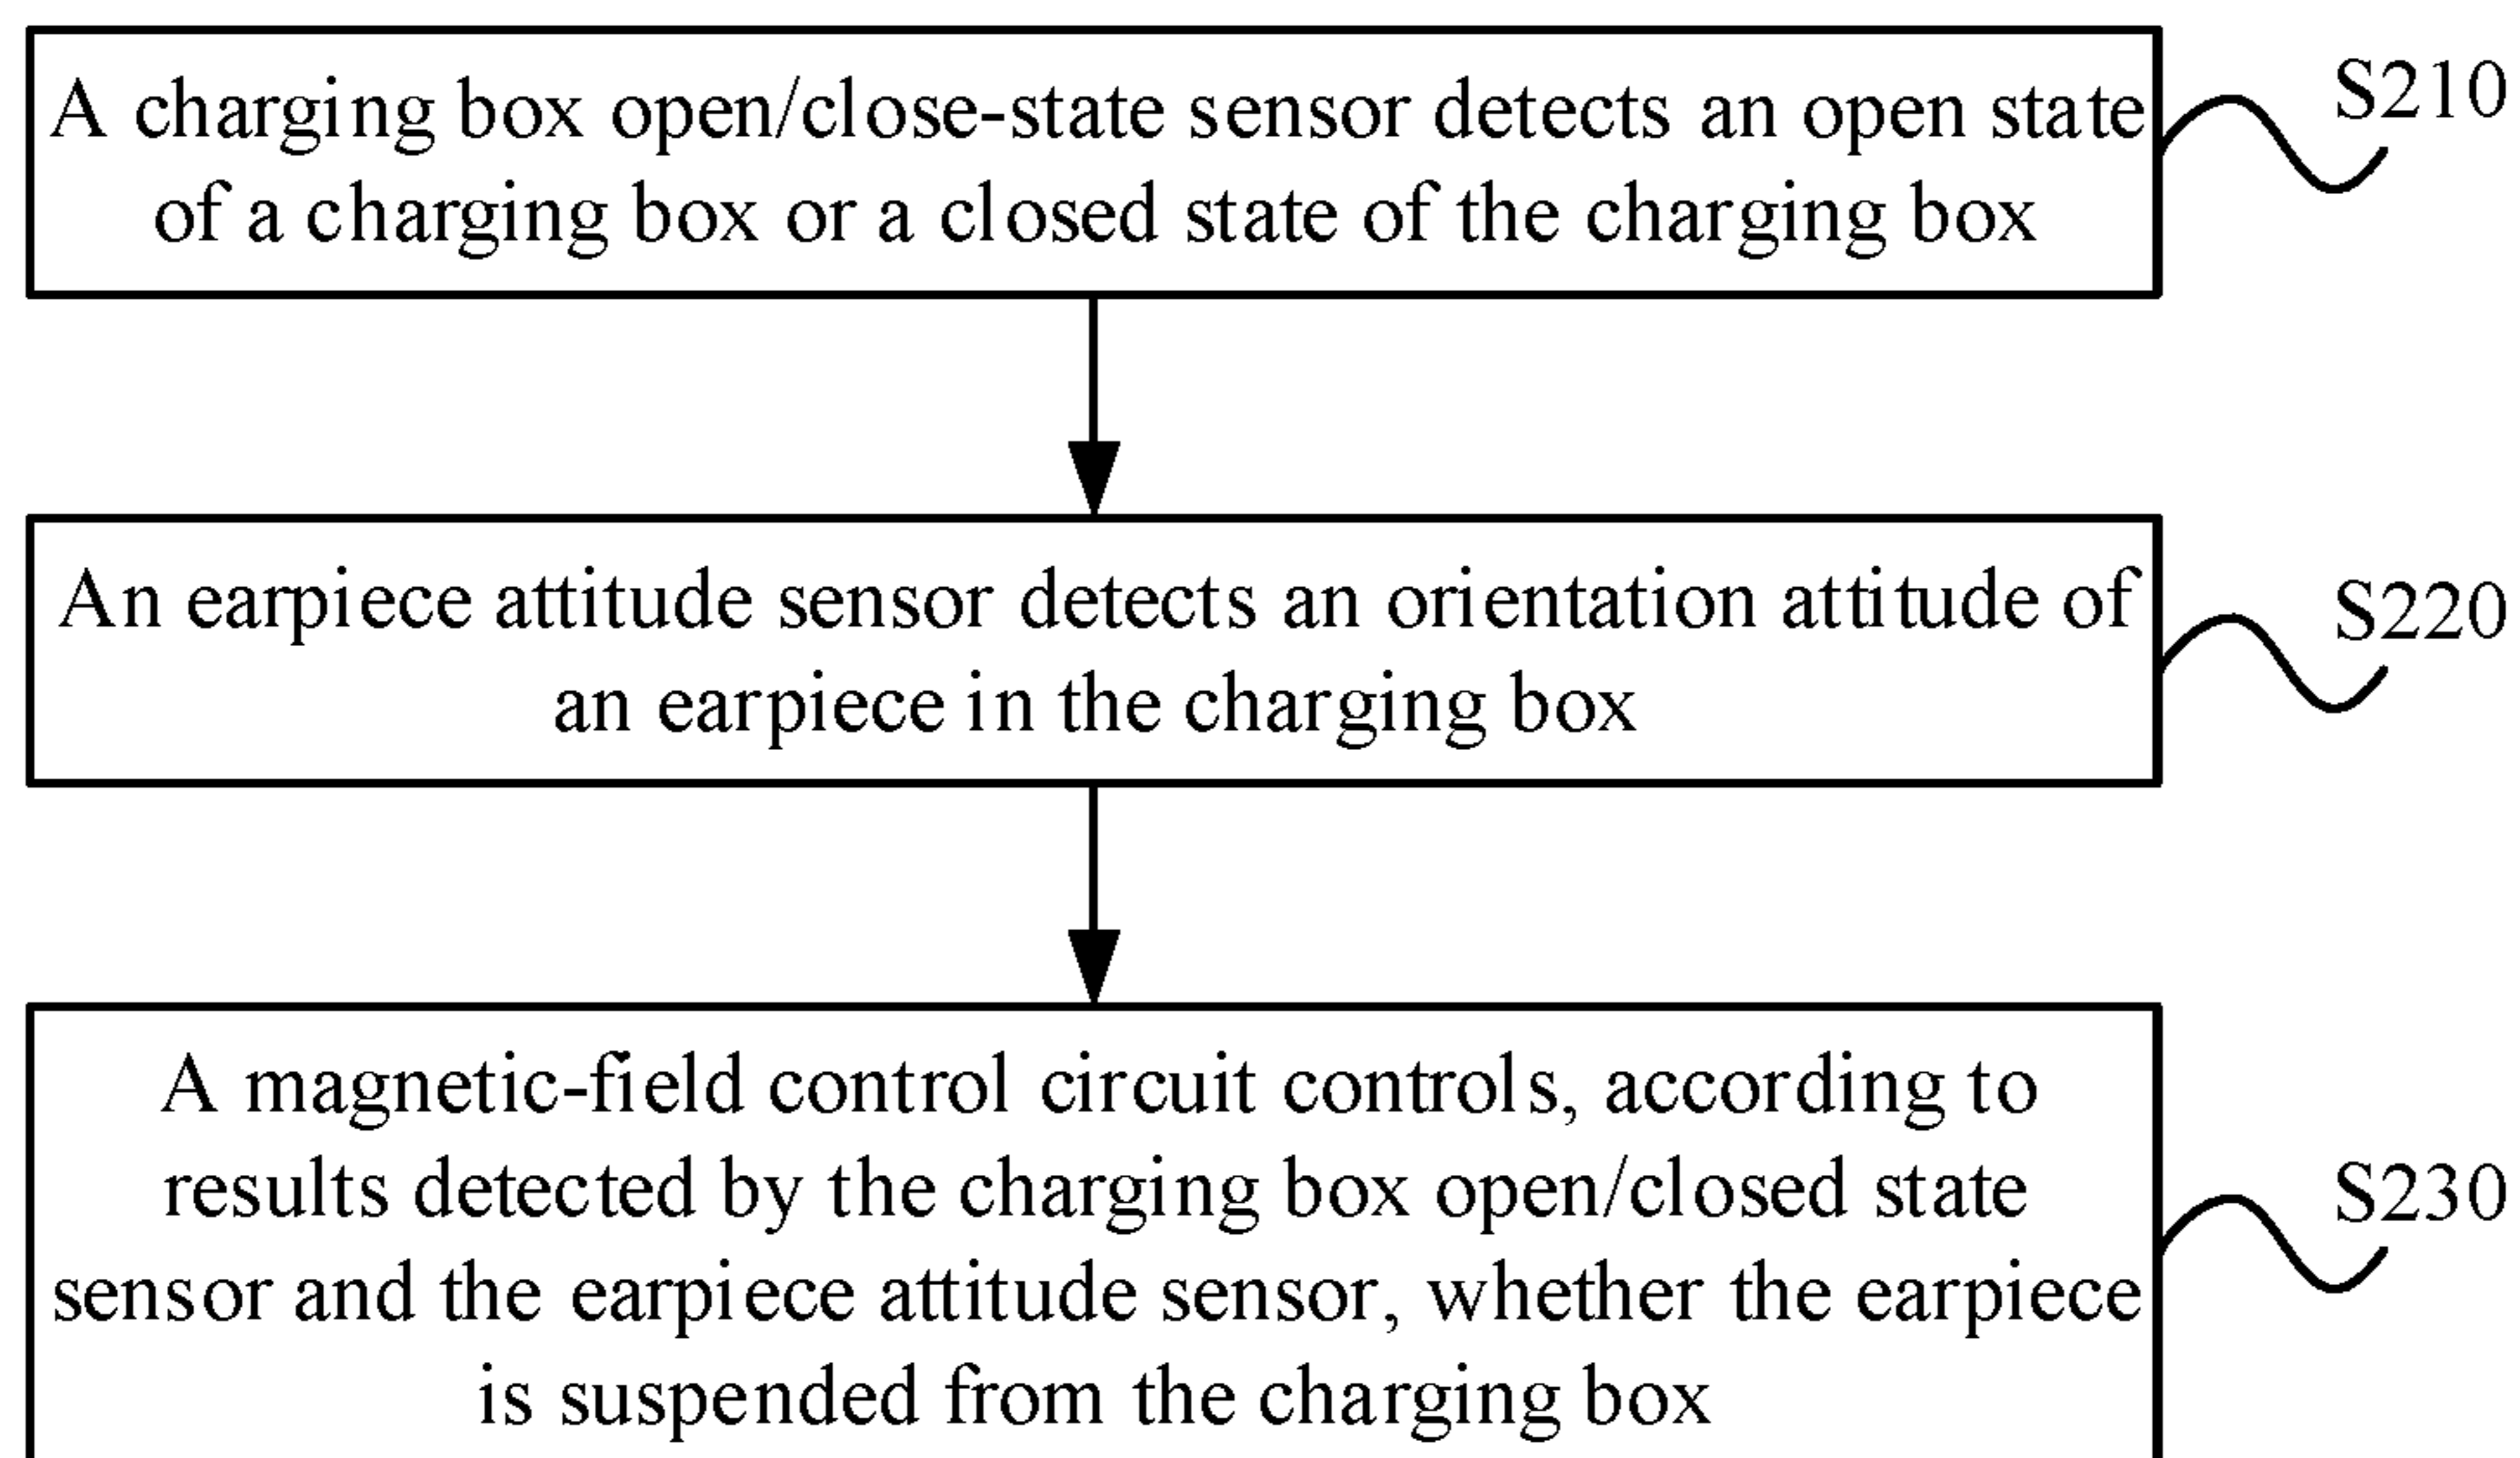 A charging box open/close-state sensor detects an open state
of a charging box or a closed state of the charging box
S210
An earpiece attitude sensor detects an orientation attitude of
an earpiece in the charging box
S220
A magnetic-field control circuit controls, according to
results detected by the charging box open/closed state
sensor and the earpiece attitude sensor, whether the earpiece
is suspended from the charging box
S230